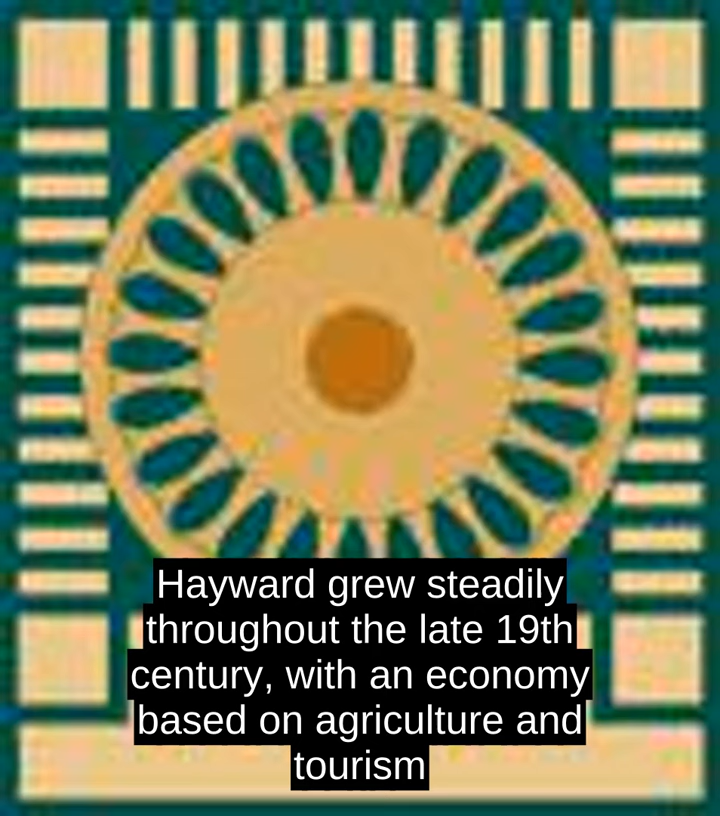 Hayward grew steadily
throughout the late 19th
century, with an economy
based on agriculture and
tourism